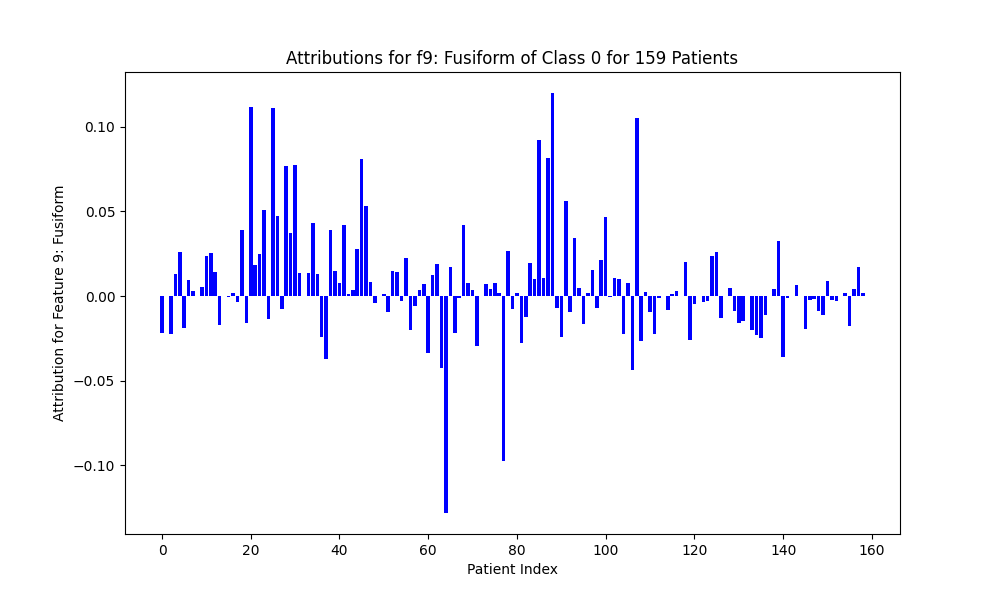 Attributions for f9: Fusiform of Class 0 for 159 Patients
Attribution for Feature 9: Fusiform
0.10
0.05
0.00
−0.05
−0.10
0 20 40 60 80 100 120 140 160
Patient Index